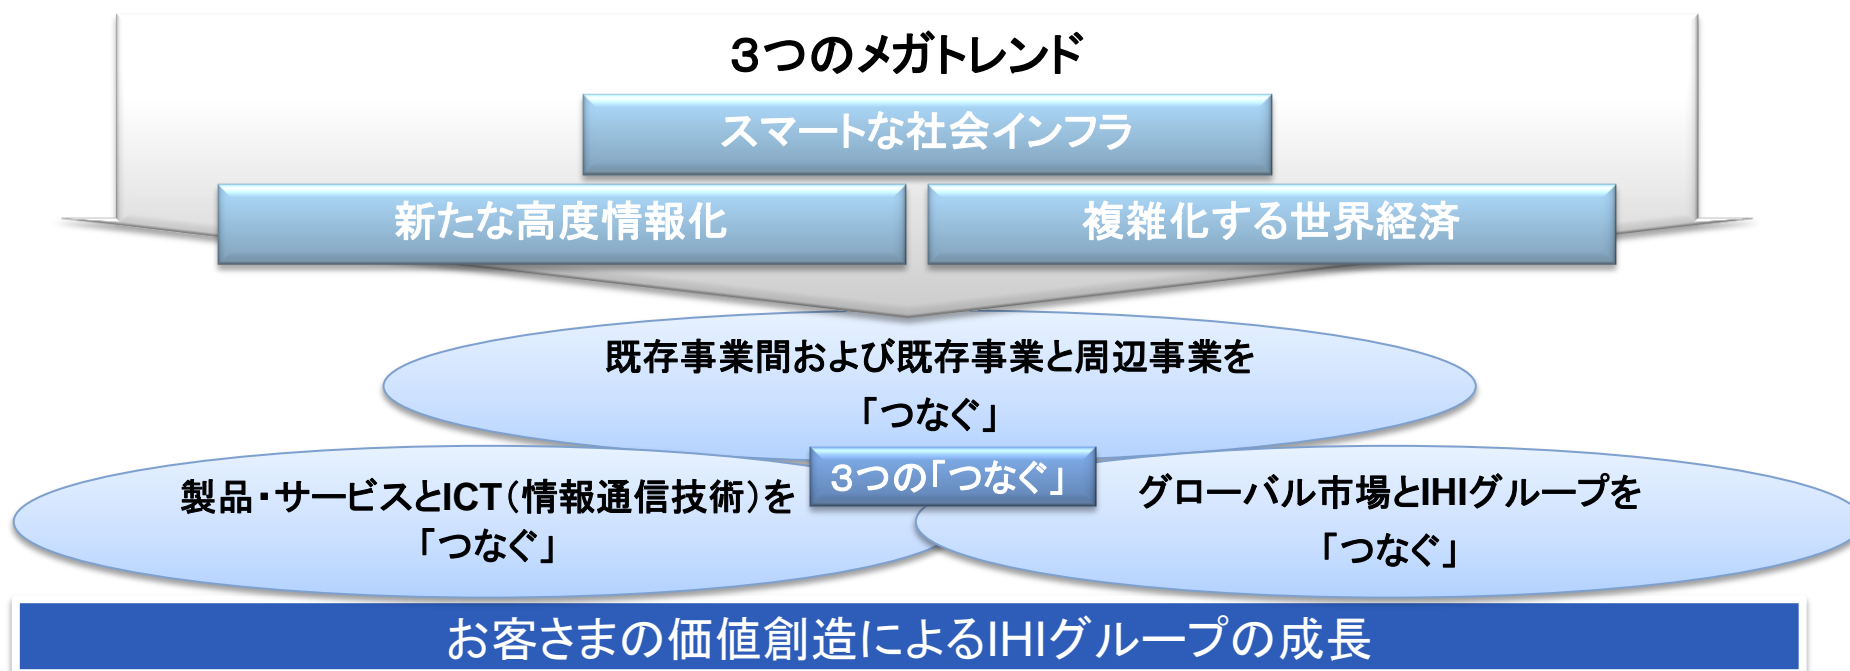 3つのメガトレンド
スマートな社会インフラ
新たな高度情報化
複雑化する世界経済
既存事業間および既存事業と周辺事業を
「つなぐ」
3つの「つなぐ」
製品・サービスとICT(情報通信技術)を
「つなぐ」
グローバル市場とIHIグループを
「つなぐ」
お客さまの価値創造によるIHIグループの成長